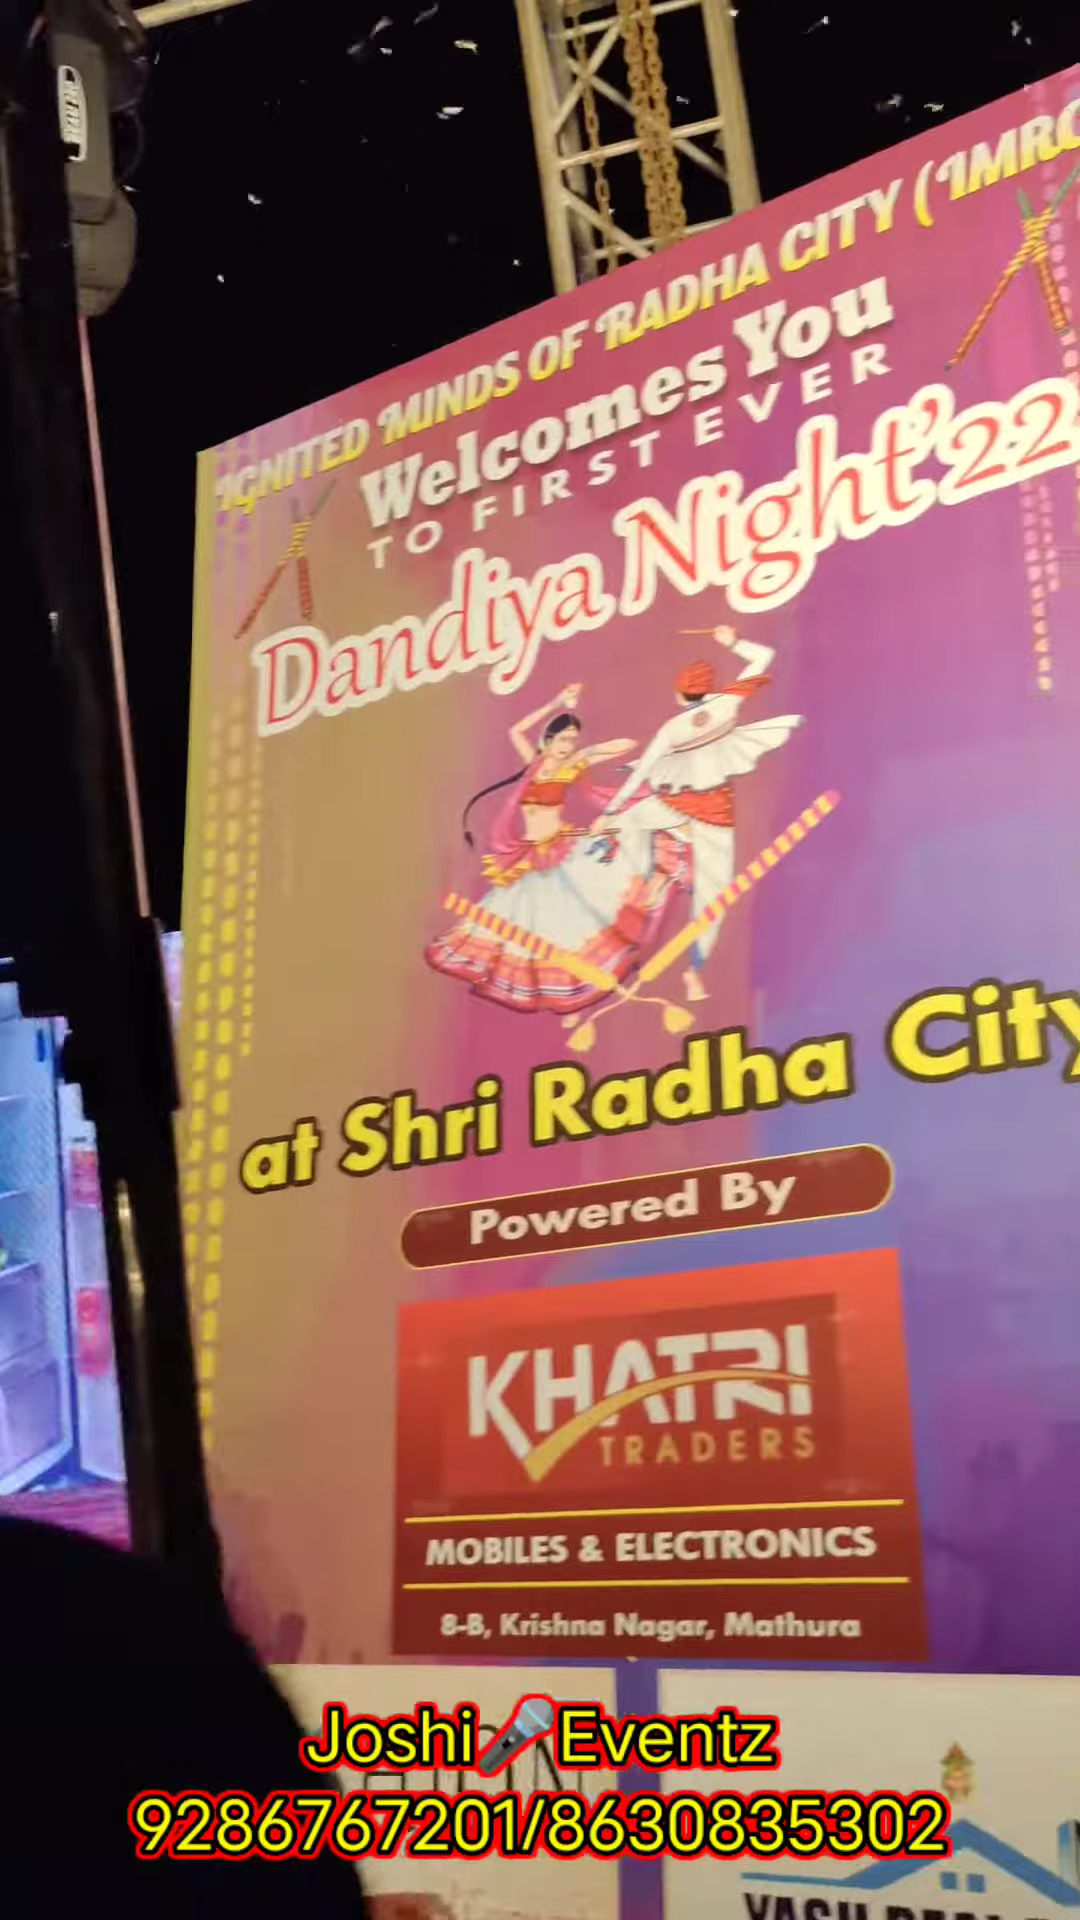 IGNITED MINDS OF RADHA CITY (IMRC
Welcomes You
TO FIRST EVER
Dandiya Night'22
at Shri Radha City
Powered By
KHATRI
TRADERS
MOBILES & ELECTRONICS
8-B, Krishna Nagar, Mathura
Joshi🎤Eventz
9286767201/8630835302
YASH